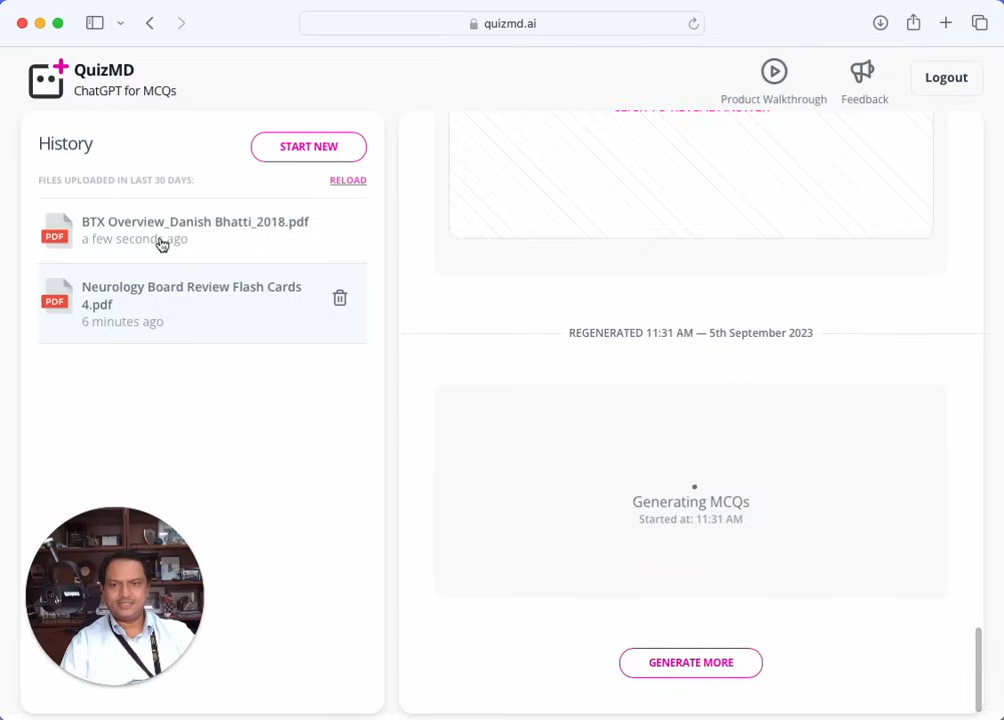 quizmd.ai
QuizMD
ChatGPT for MCQs
Product Walkthrough
Feedback
Logout
History
START NEW
FILES UPLOADED IN LAST 30 DAYS:
RELOAD
PDF
BTX Overview_Danish Bhatti_2018.pdf
a few seconds ago
PDF
Neurology Board Review Flash Cards
4.pdf
6 minutes ago
REGENERATED 11:31 AM — 5th September 2023
Generating MCQs
Started at: 11:31 AM
GENERATE MORE